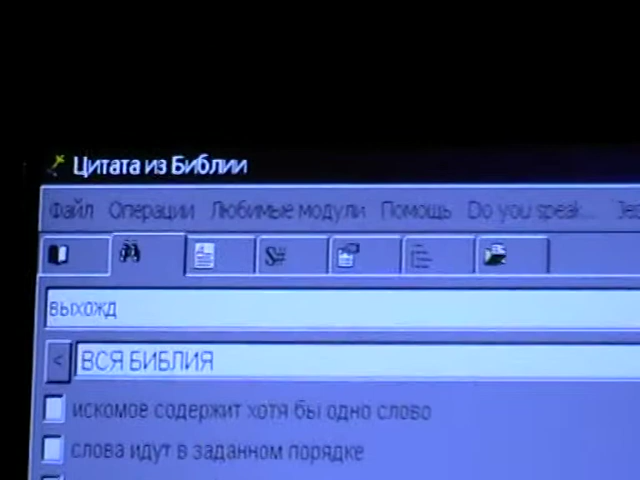 Цитата из Библии
Файл Операции Любимые модули Помощь Do you speak...
S#
выхожд
< ВСЯ БИБЛИЯ
искомое содержит хотя бы одно слово
слова идут в заданном порядке